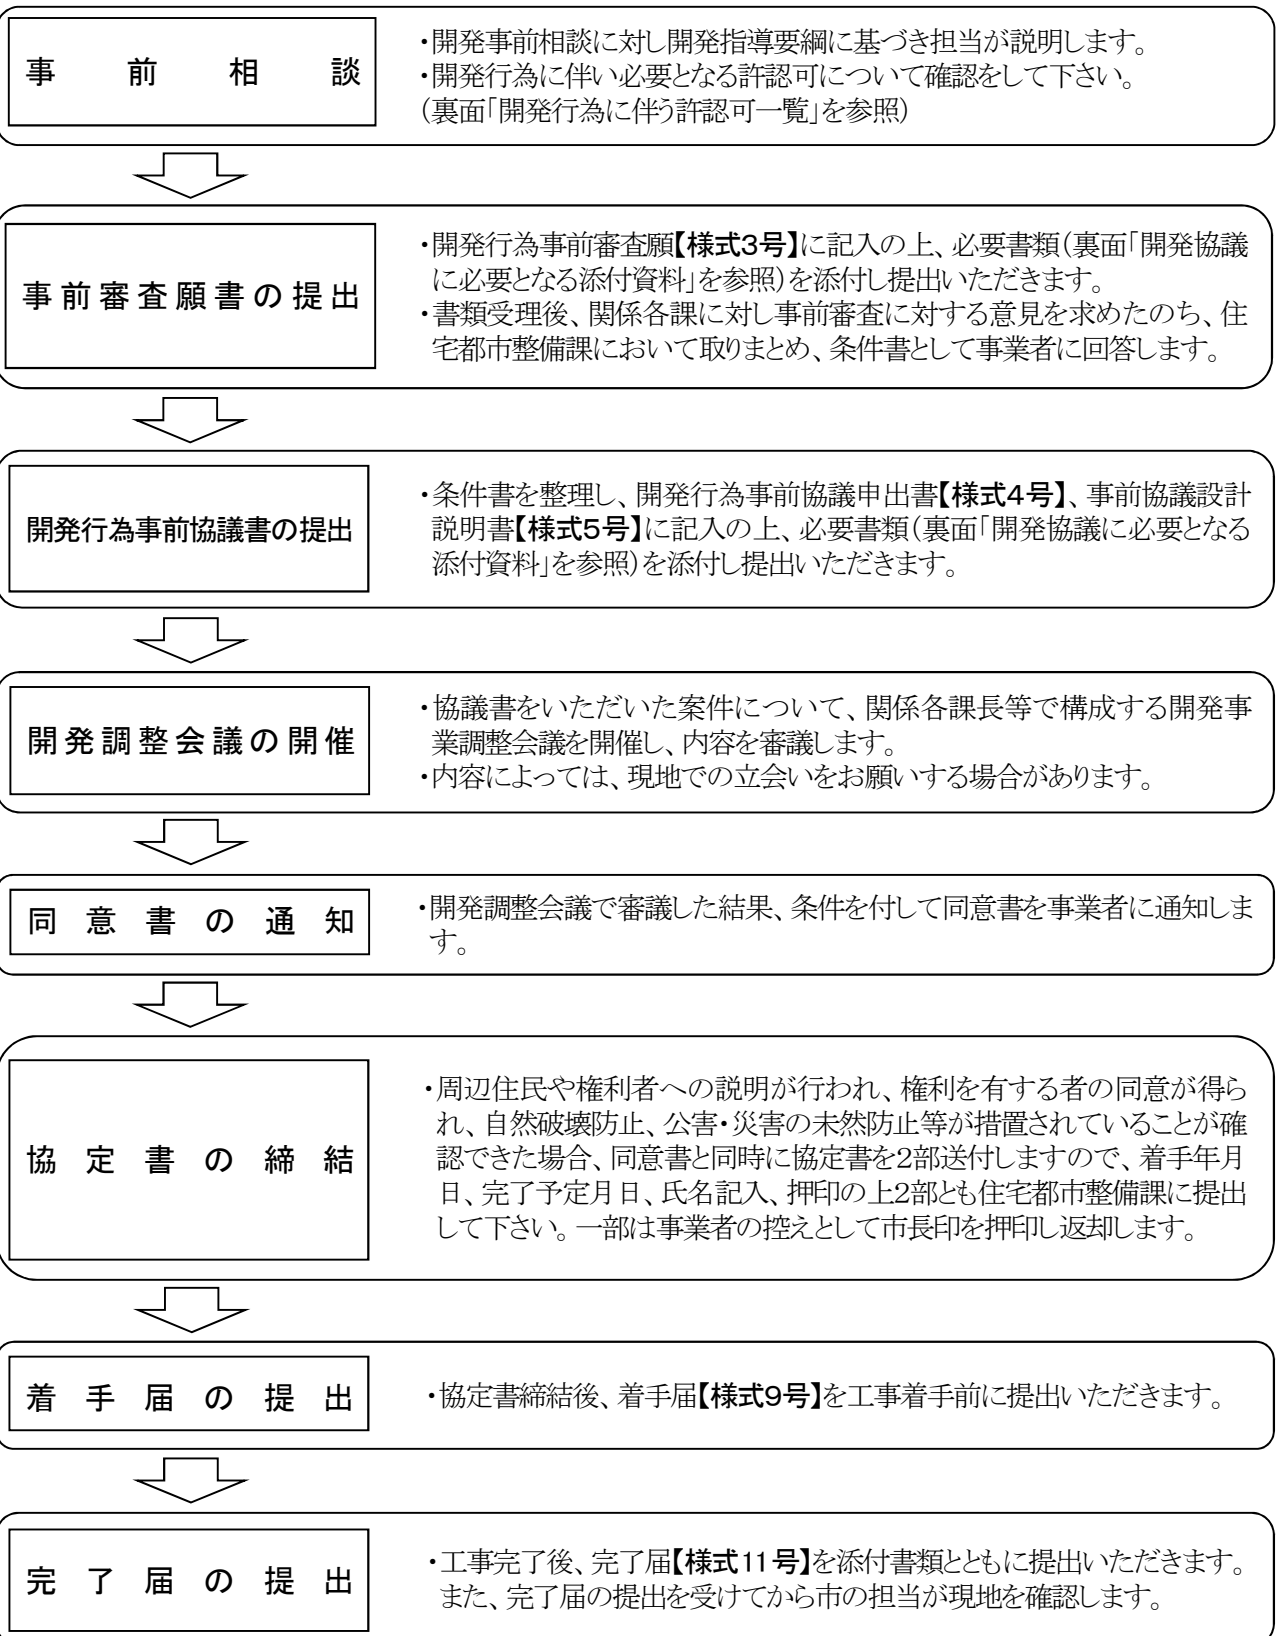 事前相談
・開発事前相談に対し開発指導要綱に基づき担当が説明します。
・開発行為に伴い必要となる許認可について確認をして下さい。
(裏面「開発行為に伴う許認可一覧」を参照)
事前審査願書の提出
・開発行為事前審査願【様式3号】に記入の上、必要書類(裏面「開発協議
に必要となる添付資料」を参照)を添付し提出いただきます。
・書類受理後、関係各課に対し事前審査に対する意見を求めたのち、住
宅都市整備課において取りまとめ、条件書として事業者に回答します。
開発行為事前協議書の提出
・条件書を整理し、開発行為事前協議申出書【様式4号】、事前協議設計
説明書【様式5号】に記入の上、必要書類(裏面「開発協議に必要となる
添付資料」を参照)を添付し提出いただきます。
開発調整会議の開催
・協議書をいただいた案件について、関係各課長等で構成する開発事
業調整会議を開催し、内容を審議します。
・内容によっては、現地での立会いをお願いする場合があります。
同意書の通知
・開発調整会議で審議した結果、条件を付して同意書を事業者に通知しま
す。
協定書の締結
・周辺住民や権利者への説明が行われ、権利を有する者の同意が得ら
れ、自然破壊防止、公害・災害の未然防止等が措置されていることが確
認できた場合、同意書と同時に協定書を2部送付しますので、着手年月
日、完了予定月日、氏名記入、押印の上2部とも住宅都市整備課に提出
して下さい。一部は事業者の控えとして市長印を押印し返却します。
着手届の提出
・協定書締結後、着手届【様式9号】を工事着手前に提出いただきます。
完了届の提出
・工事完了後、完了届【様式11号】を添付書類とともに提出いただきます。
また、完了届の提出を受けてから市の担当が現地を確認します。